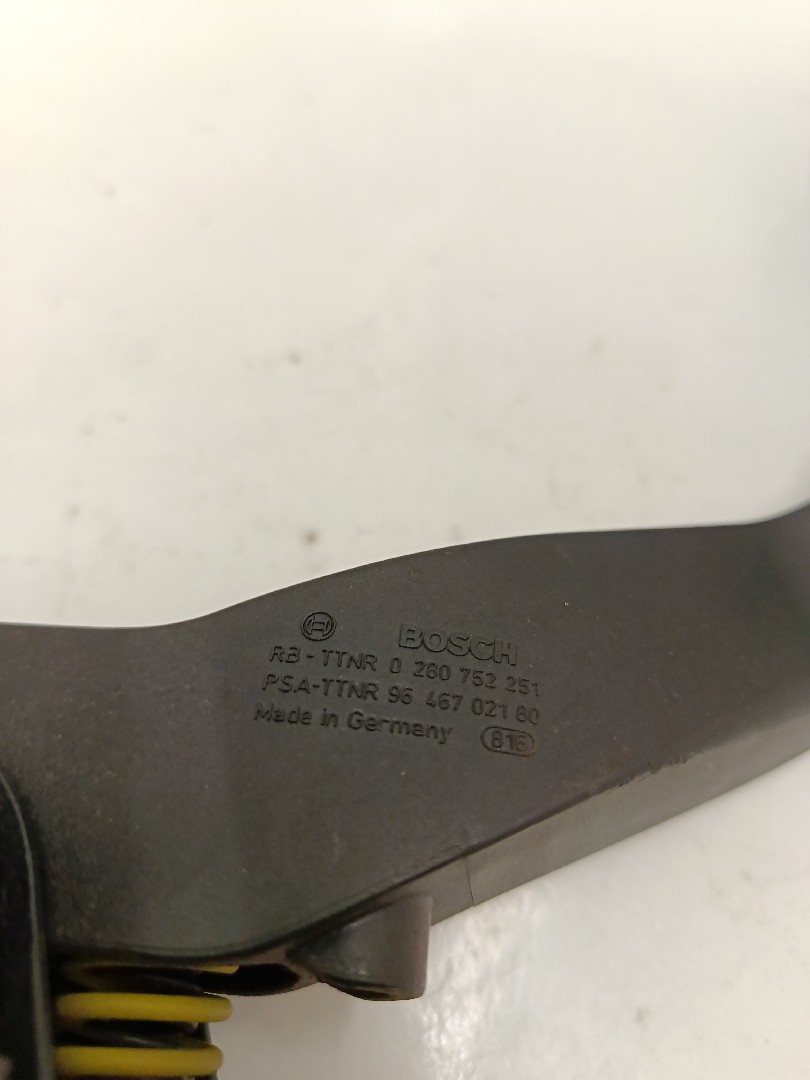 BOSCH
RB-TTNR 0 280 752 251
PSA-TTNR 96 467 021 80
Made in Germany 816